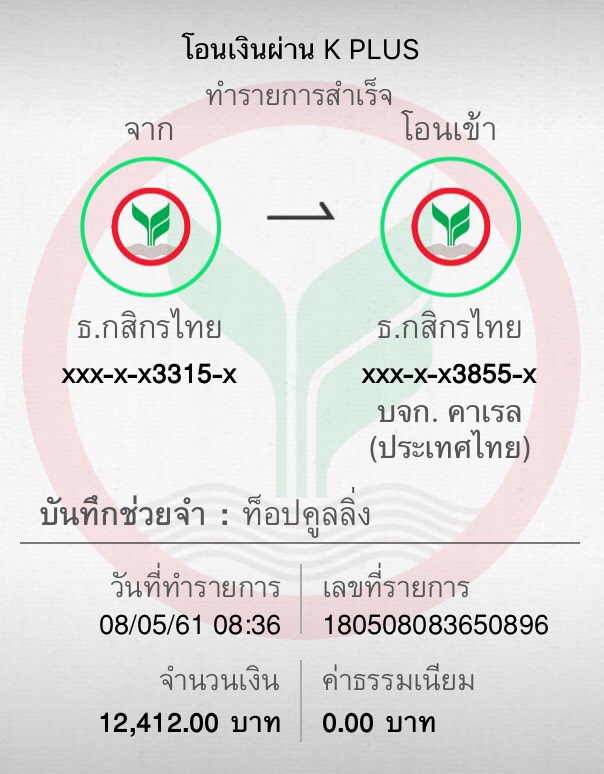 โอนเงินผ่าน K PLUS
ทำรายการสำเร็จ
จาก
โอนเข้า
ธ.กสิกรไทย
ธ.กสิกรไทย
xxx-x-x3315-x
xxx-x-x3855-x
บจก. คาเรล
(ประเทศไทย)
บันทึกช่วยจำ : ท็อปคูลลิ่ง
วันที่ทำรายการ
เลขที่รายการ
08/05/61 08:36
180508083650896
จำนวนเงิน
ค่าธรรมเนียม
12,412.00 บาท
0.00 บาท